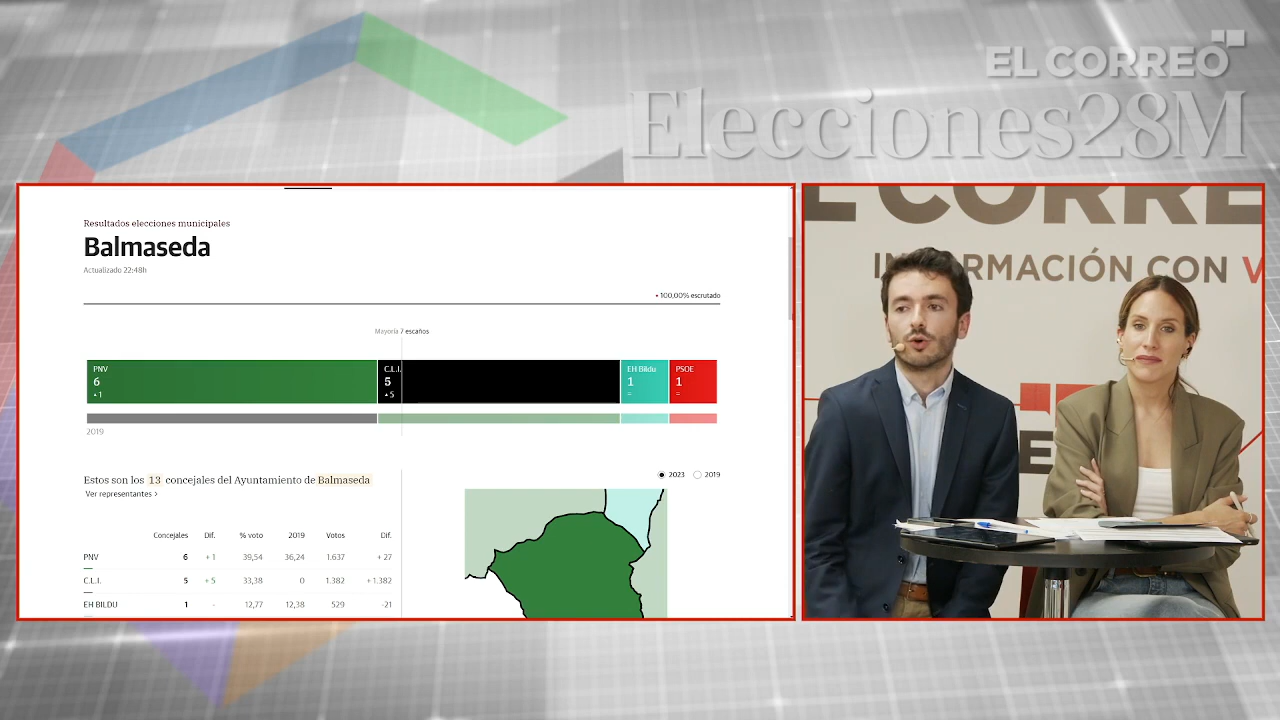 EL CORREO
Elecciones28M
Resultados elecciones municipales
Balmaseda
Actualizado 22:48h
100,00% escrutado
Mayoría 7 escaños
PNV
6
▴1
C.L.I.
5
▴5
EH Bildu
1
=
PSOE
1
=
2019
Estos son los 13 concejales del Ayuntamiento de Balmaseda
Ver representantes >
2023 2019
Concejales Dif. % voto 2019 Votos Dif.
PNV 6 +1 39,54 36,24 1.637 +27
C.L.I. 5 +5 33,38 0 1.382 +1.382
EH BILDU 1 - 12,77 12,38 529 -21
L CORRE
IN RMACIÓN CON V
E